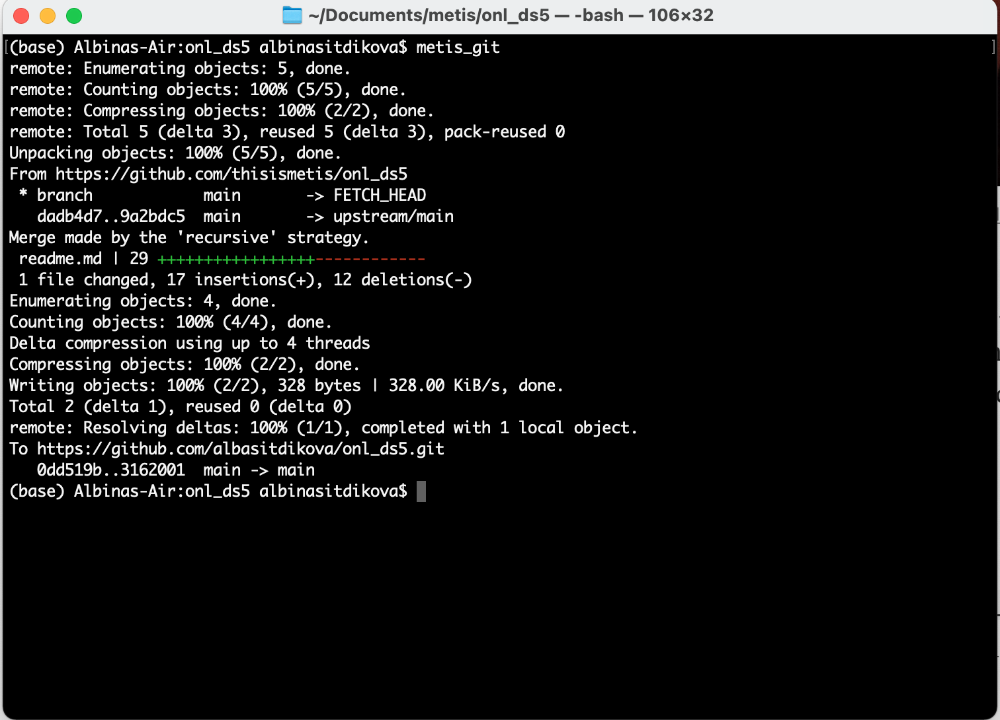 ~/Documents/metis/onl_ds5 — -bash — 106×32
[(base) Albinas-Air:onl_ds5 albinasitdikova$ metis_git ]
remote: Enumerating objects: 5, done.
remote: Counting objects: 100% (5/5), done.
remote: Compressing objects: 100% (2/2), done.
remote: Total 5 (delta 3), reused 5 (delta 3), pack-reused 0
Unpacking objects: 100% (5/5), done.
From https://github.com/thisismetis/onl_ds5
 * branch            main       -> FETCH_HEAD
   dadb4d7..9a2bdc5  main       -> upstream/main
Merge made by the 'recursive' strategy.
 readme.md | 29 +++++++++++++++++------------
 1 file changed, 17 insertions(+), 12 deletions(-)
Enumerating objects: 4, done.
Counting objects: 100% (4/4), done.
Delta compression using up to 4 threads
Compressing objects: 100% (2/2), done.
Writing objects: 100% (2/2), 328 bytes | 328.00 KiB/s, done.
Total 2 (delta 1), reused 0 (delta 0)
remote: Resolving deltas: 100% (1/1), completed with 1 local object.
To https://github.com/albasitdikova/onl_ds5.git
   0dd519b..3162001  main -> main
(base) Albinas-Air:onl_ds5 albinasitdikova$